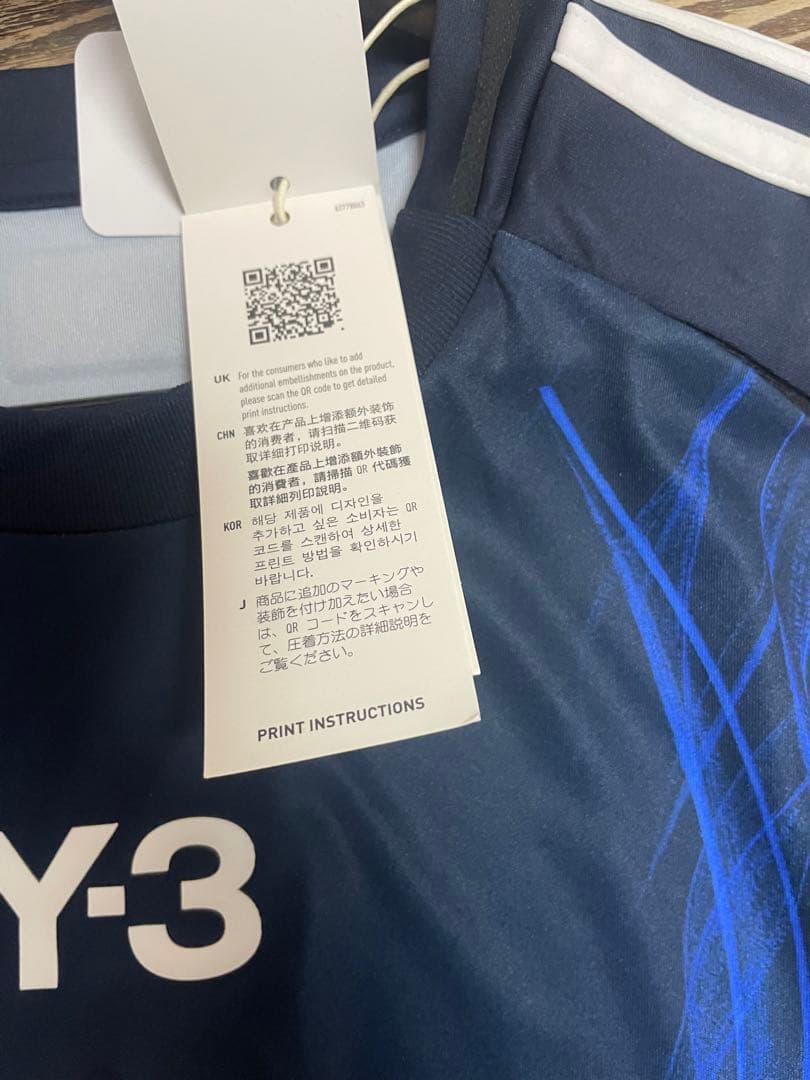 UK For the consumers who like to add
additional embellishments on the product,
please scan the QR code to get detailed
print instructions.
CHN 喜欢在产品上增添额外装饰
的消费者，请扫描二维码获
取详细打印说明。
喜歡在產品上增添額外裝飾
的消費者，請掃描 QR 代碼獲
取詳細列印說明。
KOR 해당 제품에 디자인을
추가하고 싶은 소비자는 QR
코드를 스캔하여 상세한
프린트 방법을 확인하시기
바랍니다.
J 商品に追加のマーキングや
装飾を付け加えたい場合
は、QR コードをスキャンし
て、圧着方法の詳細説明を
ご覧ください。
PRINT INSTRUCTIONS
Y-3